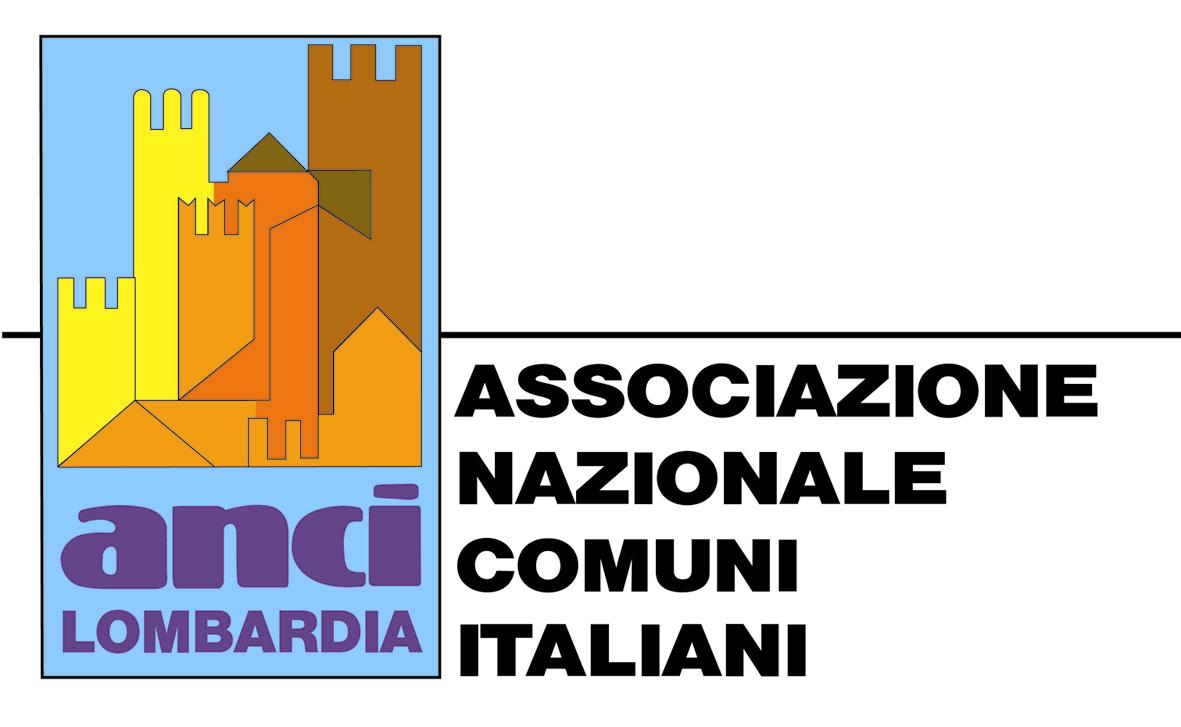 anci
LOMBARDIA
ASSOCIAZIONE
NAZIONALE
COMUNI
ITALIANI